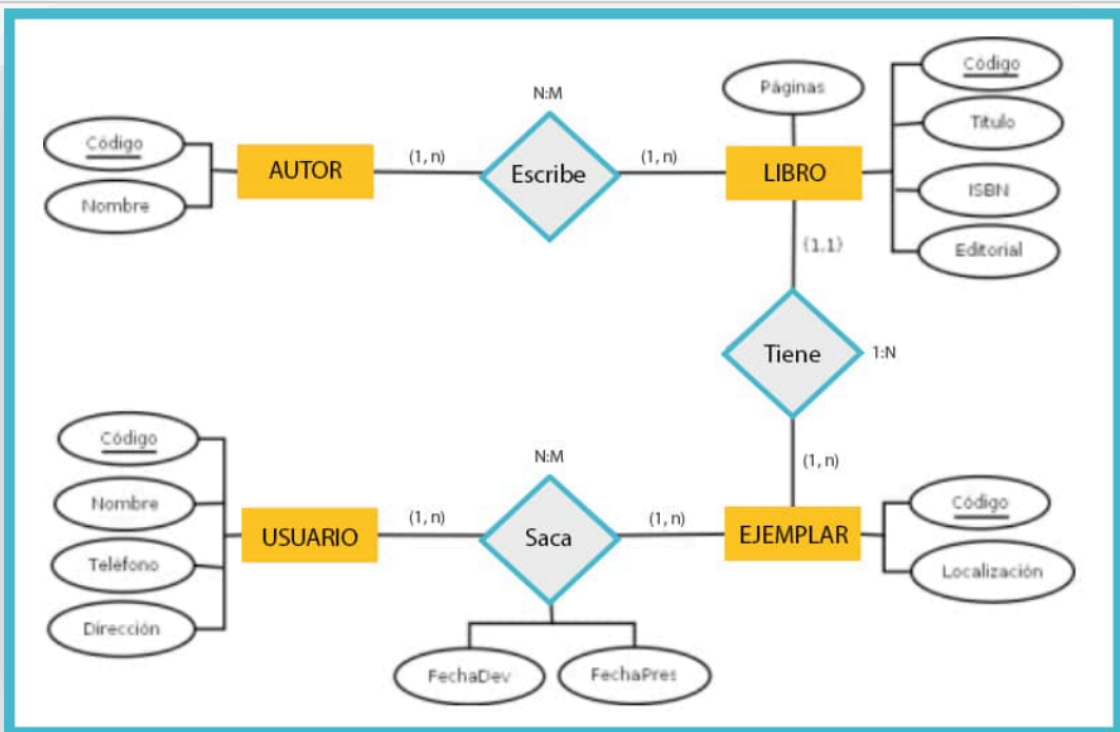 N:M
Páginas
Código
Título
ISBN
Editorial
Código
Nombre
AUTOR
(1, n)
Escribe
(1, n)
LIBRO
(1,1)
Tiene
1:N
(1, n)
Código
Nombre
Teléfono
Dirección
USUARIO
(1, n)
N:M
Saca
(1, n)
EJEMPLAR
Código
Localización
FechaDev
FechaPres